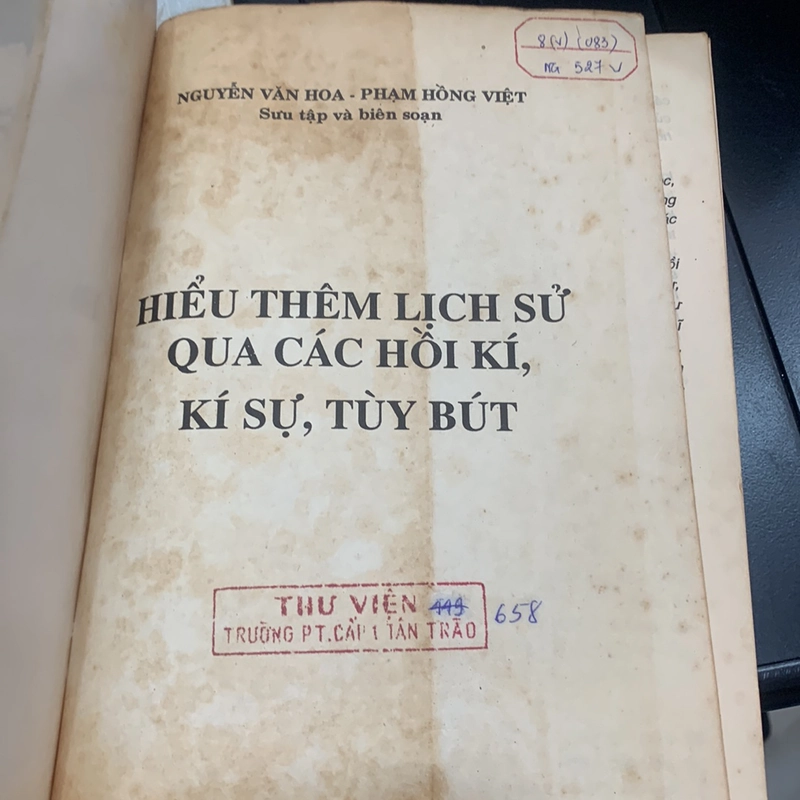 8(V)(083)
NG 527 V
NGUYỄN VĂN HOA - PHẠM HỒNG VIỆT
Sưu tập và biên soạn
HIỂU THÊM LỊCH SỬ
QUA CÁC HỒI KÍ,
KÍ SỰ, TÙY BÚT
THƯ VIỆN 449 658
TRƯỜNG PT.CẤP 1 TÂN TRÀO